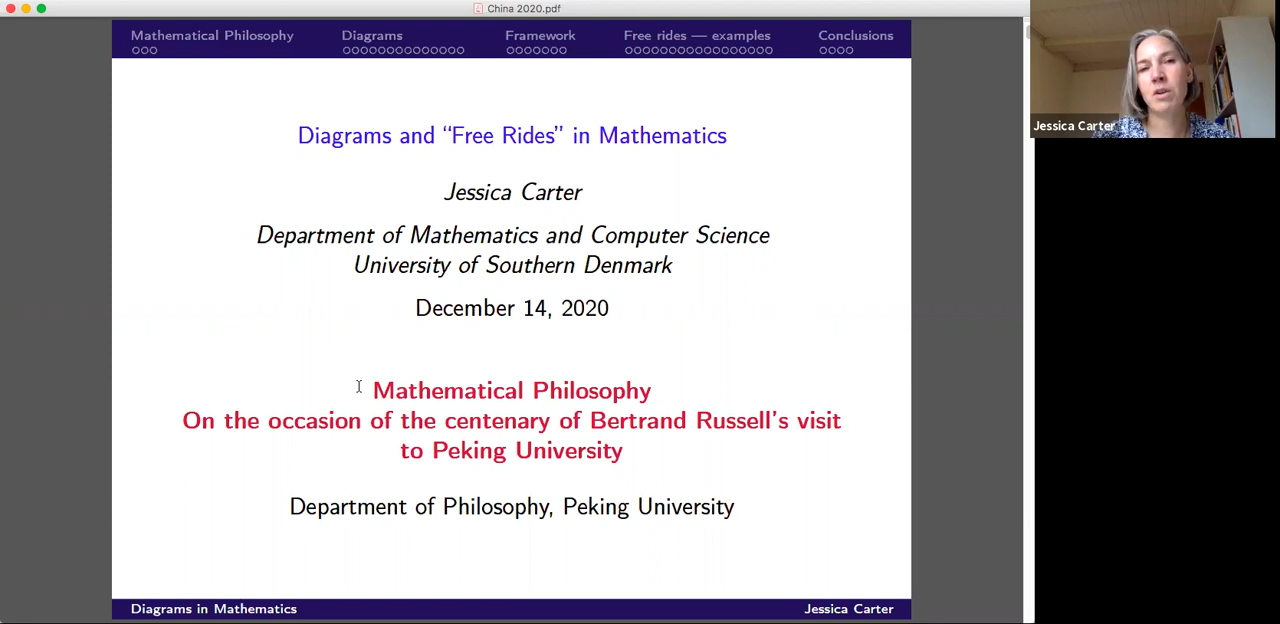 China 2020.pdf
Mathematical Philosophy Diagrams Framework Free rides — examples Conclusions
Jessica Carter
Diagrams and “Free Rides” in Mathematics
Jessica Carter
Department of Mathematics and Computer Science
University of Southern Denmark
December 14, 2020
Mathematical Philosophy
On the occasion of the centenary of Bertrand Russell’s visit
to Peking University
Department of Philosophy, Peking University
Diagrams in Mathematics Jessica Carter